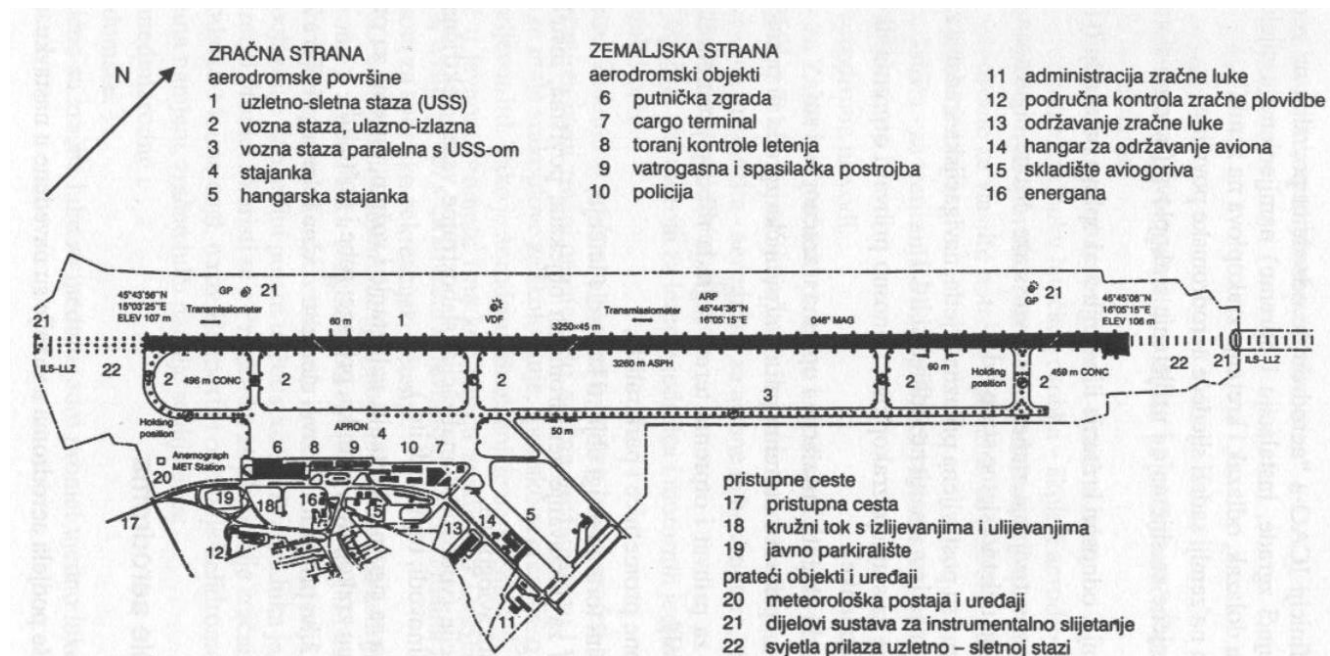 ZRAČNA STRANA
aerodromske površine
1 uzletno-sletna staza (USS)
2 vozna staza, ulazno-izlazna
3 vozna staza paralelna s USS-om
4 stajanka
5 hangarska stajanka
N
ZEMALJSKA STRANA
aerodromski objekti
6 putnička zgrada
7 cargo terminal
8 toranj kontrole letenja
9 vatrogasna i spasilačka postrojba
10 policija
11 administracija zračne luke
12 područna kontrola zračne plovidbe
13 održavanje zračne luke
14 hangar za održavanje aviona
15 skladište aviogoriva
16 energana
45°43'56"N
15°03'25"E
ELEV 107 m
GP 21
Transmissiometer
60 m
1
VDF
3250×45 m
Transmissiometer
ARP
45°44'36"N
16°05'15"E
046° MAG
GP 21
45°45'08"N
16°05'15"E
ELEV 106 m
21
ILS-LLZ
22
3260 m ASPH
60 m
22
21
ILS-LLZ
2
496 m CONC
2
2
2
2
2
Holding position
2
459 m CONC
3
Holding position
APRON
4
50 m
Anemograph
MET Station
20
6 8 9 10 7
19
18
16
15
17
12
13
14
5
11
pristupne ceste
17 pristupna cesta
18 kružni tok s izlijevanjima i ulijevanjima
19 javno parkiralište
prateći objekti i uređaji
20 meteorološka postaja i uređaji
21 dijelovi sustava za instrumentalno slijetanje
22 svjetla prilaza uzletno – sletnoj stazi